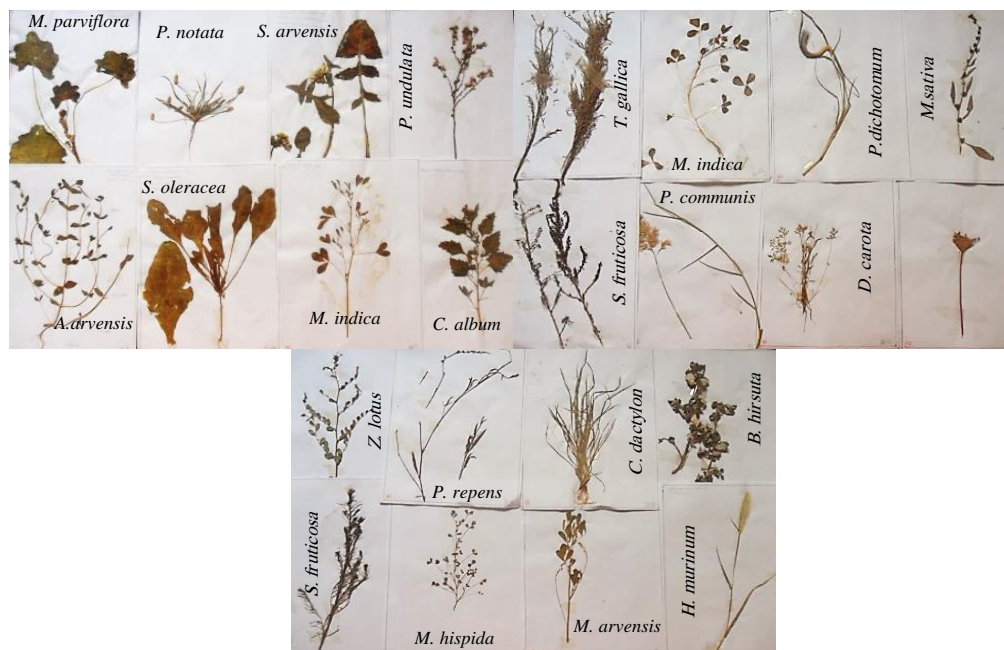 M. parviflora
P. notata
S. arvensis
P. undulata
T. gallica
M. indica
P.dichotomum
M.sativa
A.arvensis
S. oleracea
M. indica
C. album
S. fruticosa
P. communis
D. carota
Z. lotus
P. repens
C. dactylon
B. hirsuta
S. fruticosa
M. hispida
M. arvensis
H. murinum